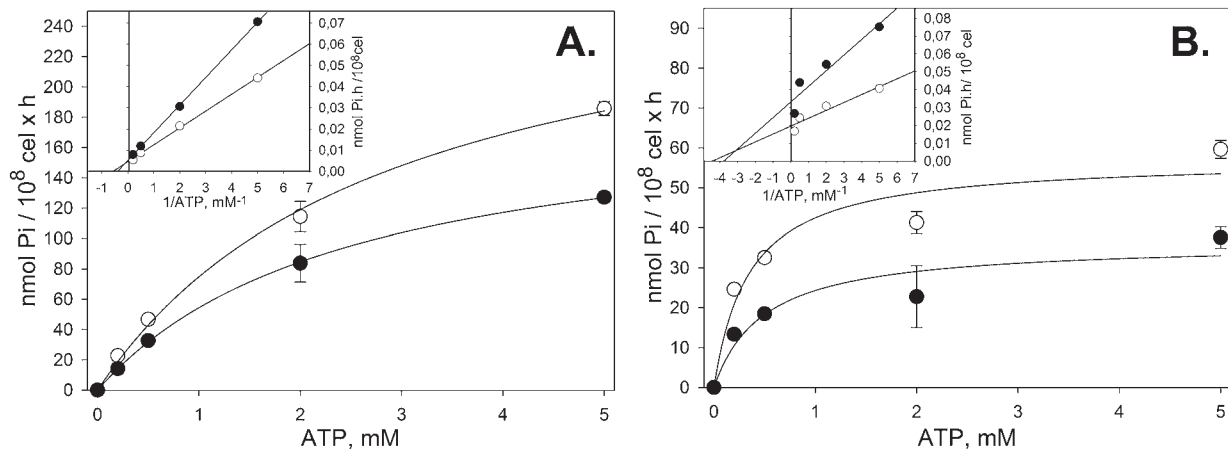 A.
240
220
200
180
160
140
120
100
80
60
40
20
0
nmol Pi / 10⁸ cel x h
0 1 2 3 4 5
ATP, mM
0,07
0,06
0,05
0,04
0,03
0,02
0,01
0,00
nmol Pi.h /10⁸cel
-1 0 1 2 3 4 5 6 7
1/ATP, mM⁻¹
B.
90
80
70
60
50
40
30
20
10
0
nmol Pi / 10⁸ cel x h
0 1 2 3 4 5
ATP, mM
0,08
0,07
0,06
0,05
0,04
0,03
0,02
0,01
0,00
nmol Pi.h/ 10⁸ cel
-5 -4 -3 -2 -1 0 1 2 3 4 5 6 7
1/ATP, mM⁻¹